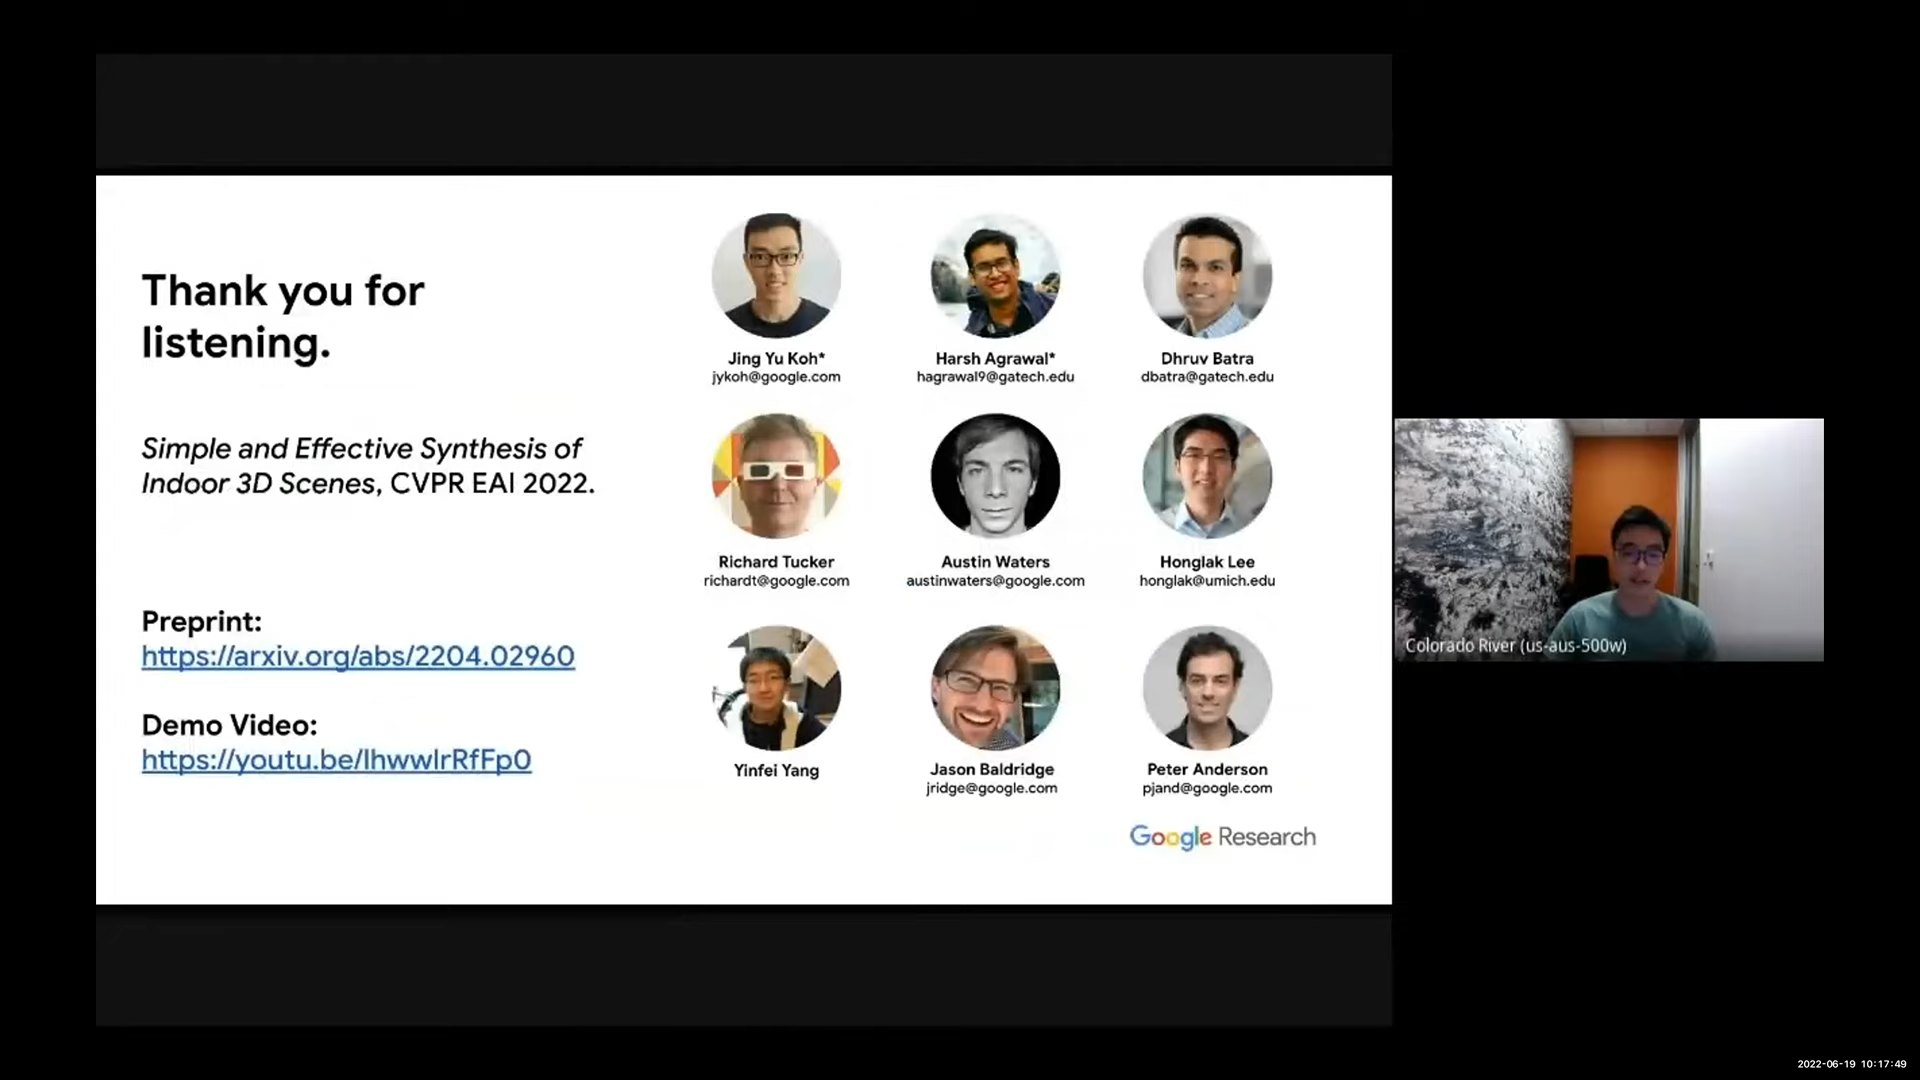 Thank you for
listening.
Simple and Effective Synthesis of
Indoor 3D Scenes, CVPR EAI 2022.
Preprint:
https://arxiv.org/abs/2204.02960
Demo Video:
https://youtu.be/lhwwlrRfFp0
Jing Yu Koh*
jykoh@google.com
Harsh Agrawal*
hagrawal9@gatech.edu
Dhruv Batra
dbatra@gatech.edu
Richard Tucker
richardt@google.com
Austin Waters
austinwaters@google.com
Honglak Lee
honglak@umich.edu
Yinfei Yang
Jason Baldridge
jridge@google.com
Peter Anderson
pjand@google.com
Google Research
Colorado River (us-aus-500w)
2022-06-19 10:17:49